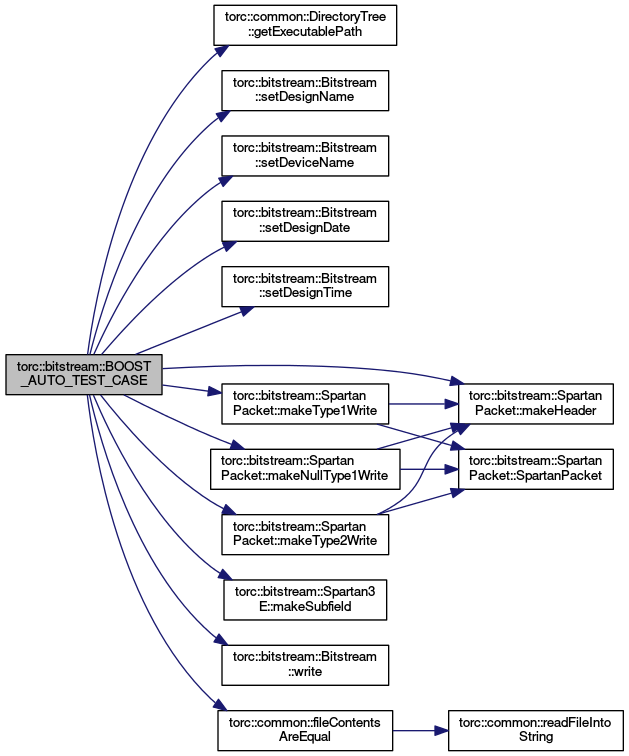 torc::common::DirectoryTree
::getExecutablePath
torc::bitstream::Bitstream
::setDesignName
torc::bitstream::Bitstream
::setDeviceName
torc::bitstream::Bitstream
::setDesignDate
torc::bitstream::Bitstream
::setDesignTime
torc::bitstream::BOOST
_AUTO_TEST_CASE
torc::bitstream::Spartan
Packet::makeType1Write
torc::bitstream::Spartan
Packet::makeHeader
torc::bitstream::Spartan
Packet::makeNullType1Write
torc::bitstream::Spartan
Packet::SpartanPacket
torc::bitstream::Spartan
Packet::makeType2Write
torc::bitstream::Spartan3
E::makeSubfield
torc::bitstream::Bitstream
::write
torc::common::fileContents
AreEqual
torc::common::readFileInto
String